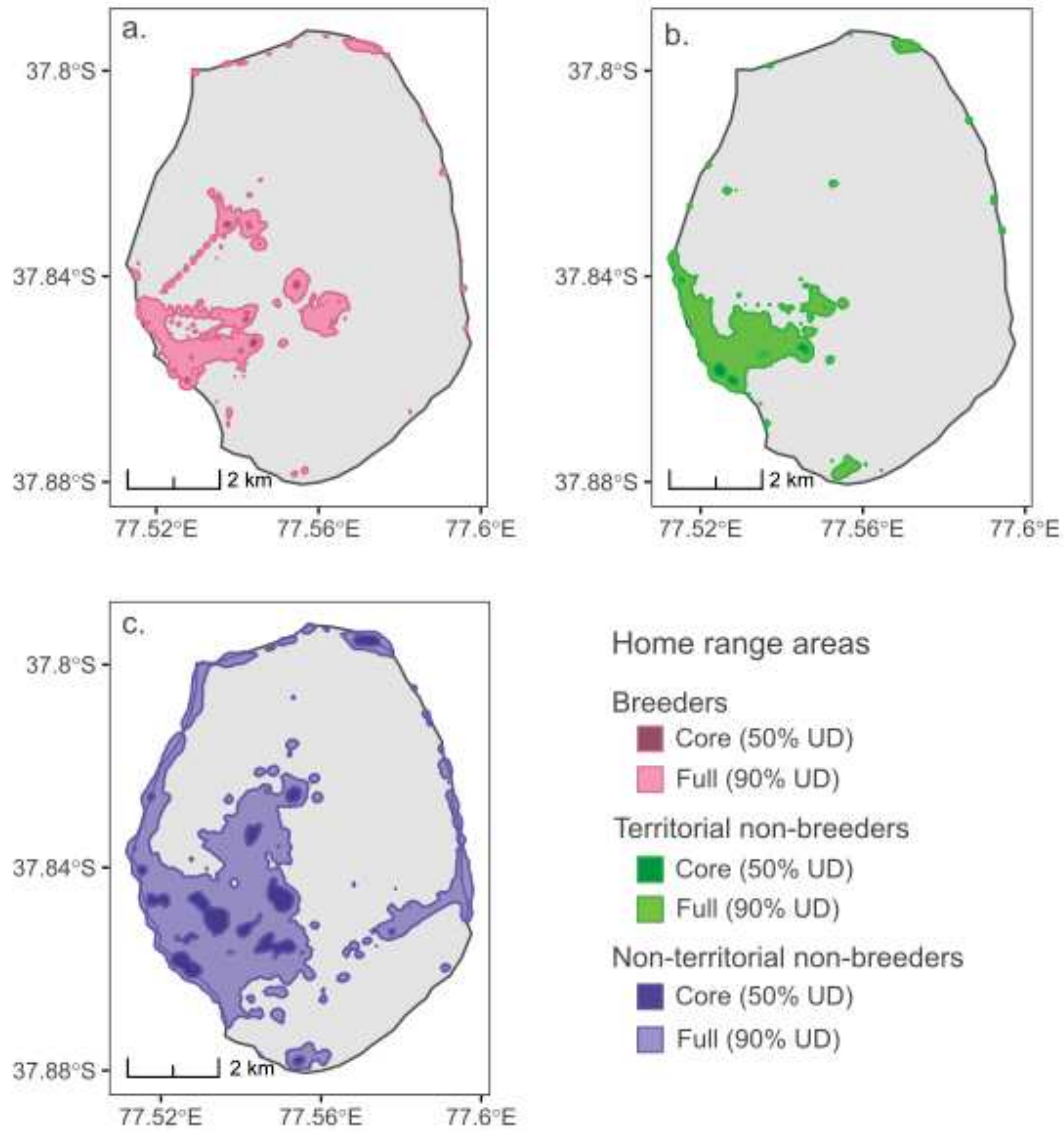 a.
37.8°S
37.84°S
37.88°S
2 km
77.52°E
77.56°E
77.6°E
b.
37.8°S
37.84°S
37.88°S
2 km
77.52°E
77.56°E
77.6°E
c.
37.8°S
37.84°S
37.88°S
2 km
77.52°E
77.56°E
77.6°E
Home range areas
Breeders
Core (50% UD)
Full (90% UD)
Territorial non-breeders
Core (50% UD)
Full (90% UD)
Non-territorial non-breeders
Core (50% UD)
Full (90% UD)